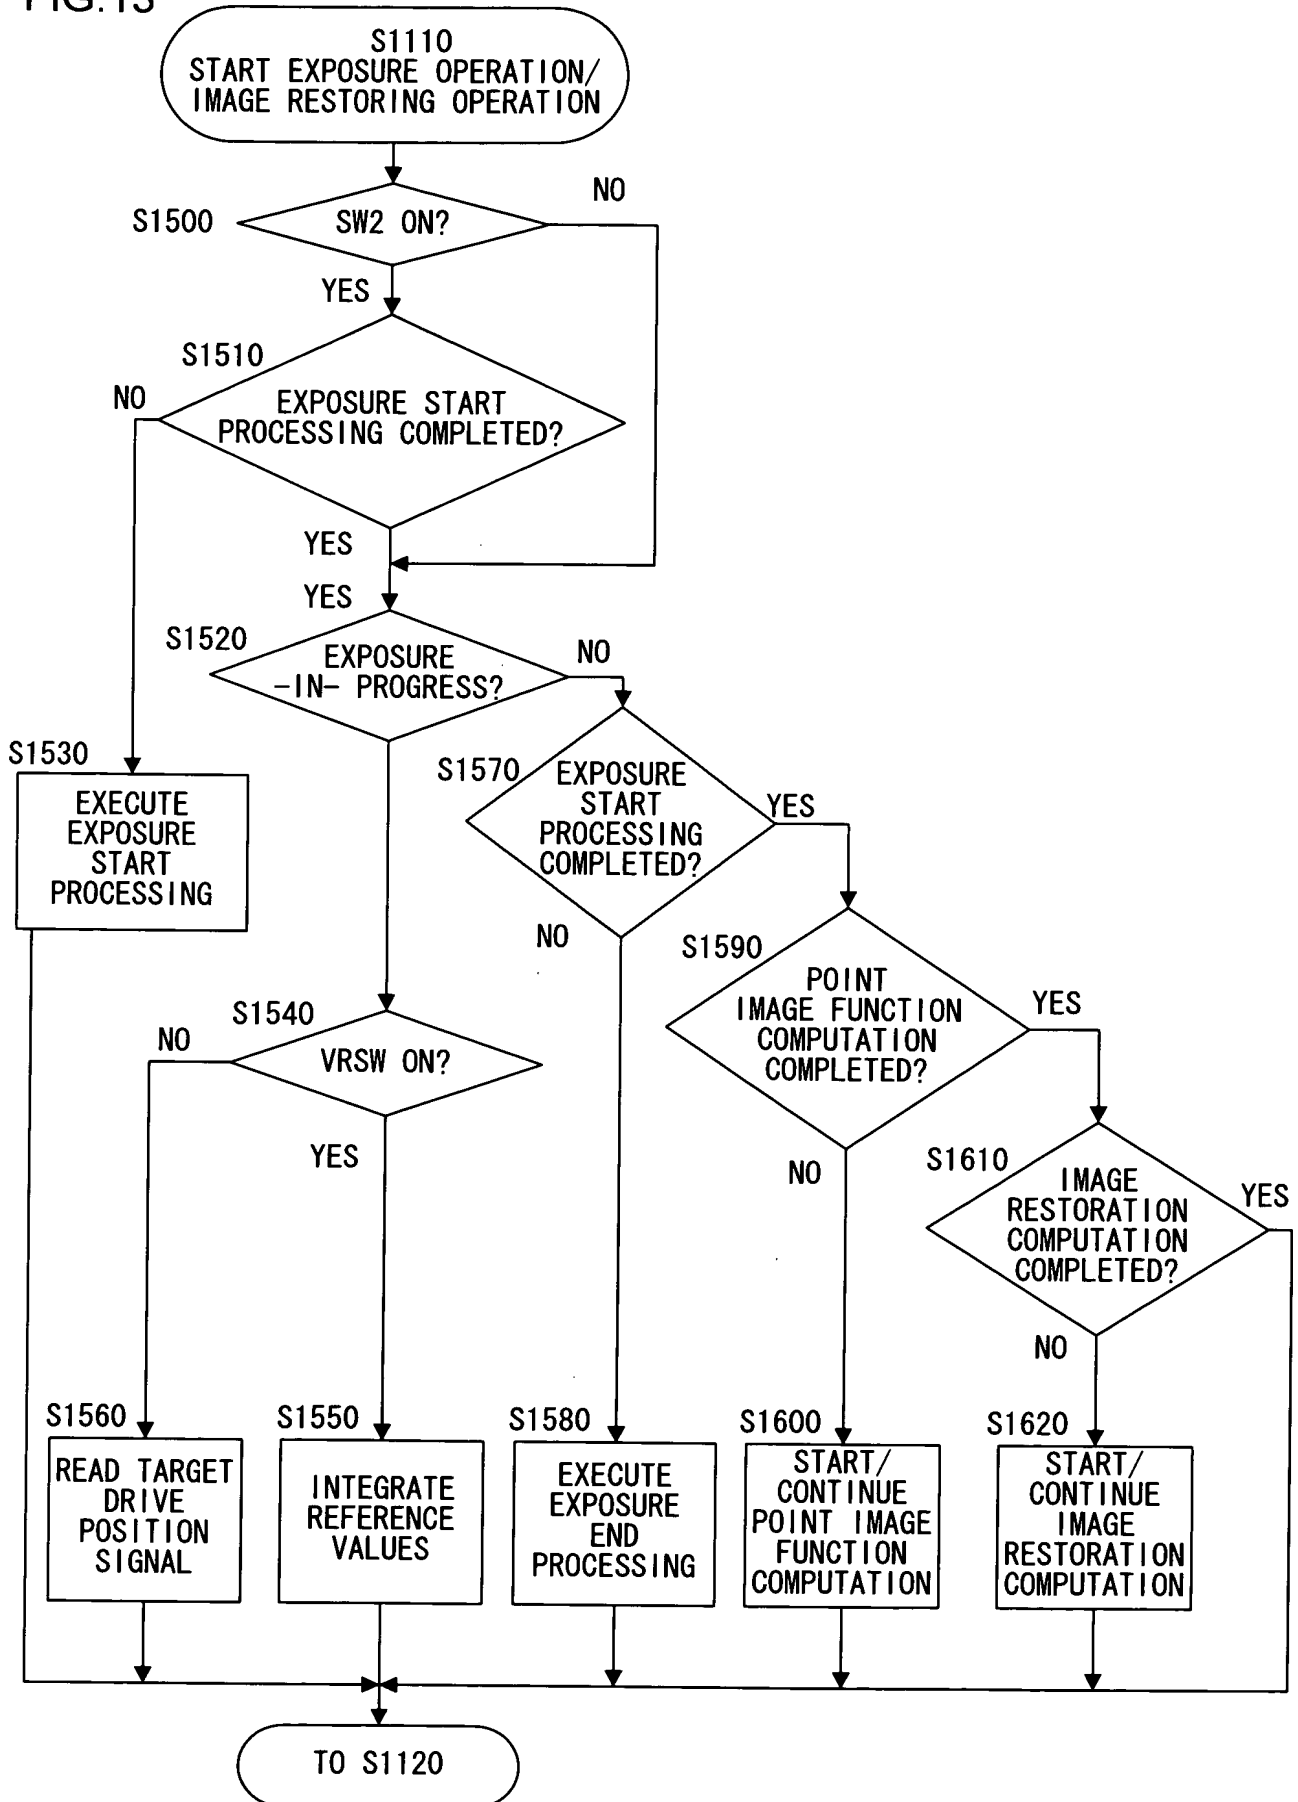 FIG.13
S1110
START EXPOSURE OPERATION/
IMAGE RESTORING OPERATION
NO
S1500
SW2 ON?
YES
S1510
NO
EXPOSURE START
PROCESSING COMPLETED?
YES
YES
S1520
EXPOSURE
-IN- PROGRESS?
NO
S1530
EXECUTE
EXPOSURE
START
PROCESSING
S1570
EXPOSURE
START
PROCESSING
COMPLETED?
YES
NO
S1590
POINT
IMAGE FUNCTION
COMPUTATION
COMPLETED?
YES
NO
S1540
NO
VRSW ON?
YES
S1610
IMAGE
RESTORATION
COMPUTATION
COMPLETED?
YES
NO
S1560
READ TARGET
DRIVE
POSITION
SIGNAL
S1550
INTEGRATE
REFERENCE
VALUES
S1580
EXECUTE
EXPOSURE
END
PROCESSING
S1600
START/
CONTINUE
POINT IMAGE
FUNCTION
COMPUTATION
S1620
START/
CONTINUE
IMAGE
RESTORATION
COMPUTATION
TO S1120